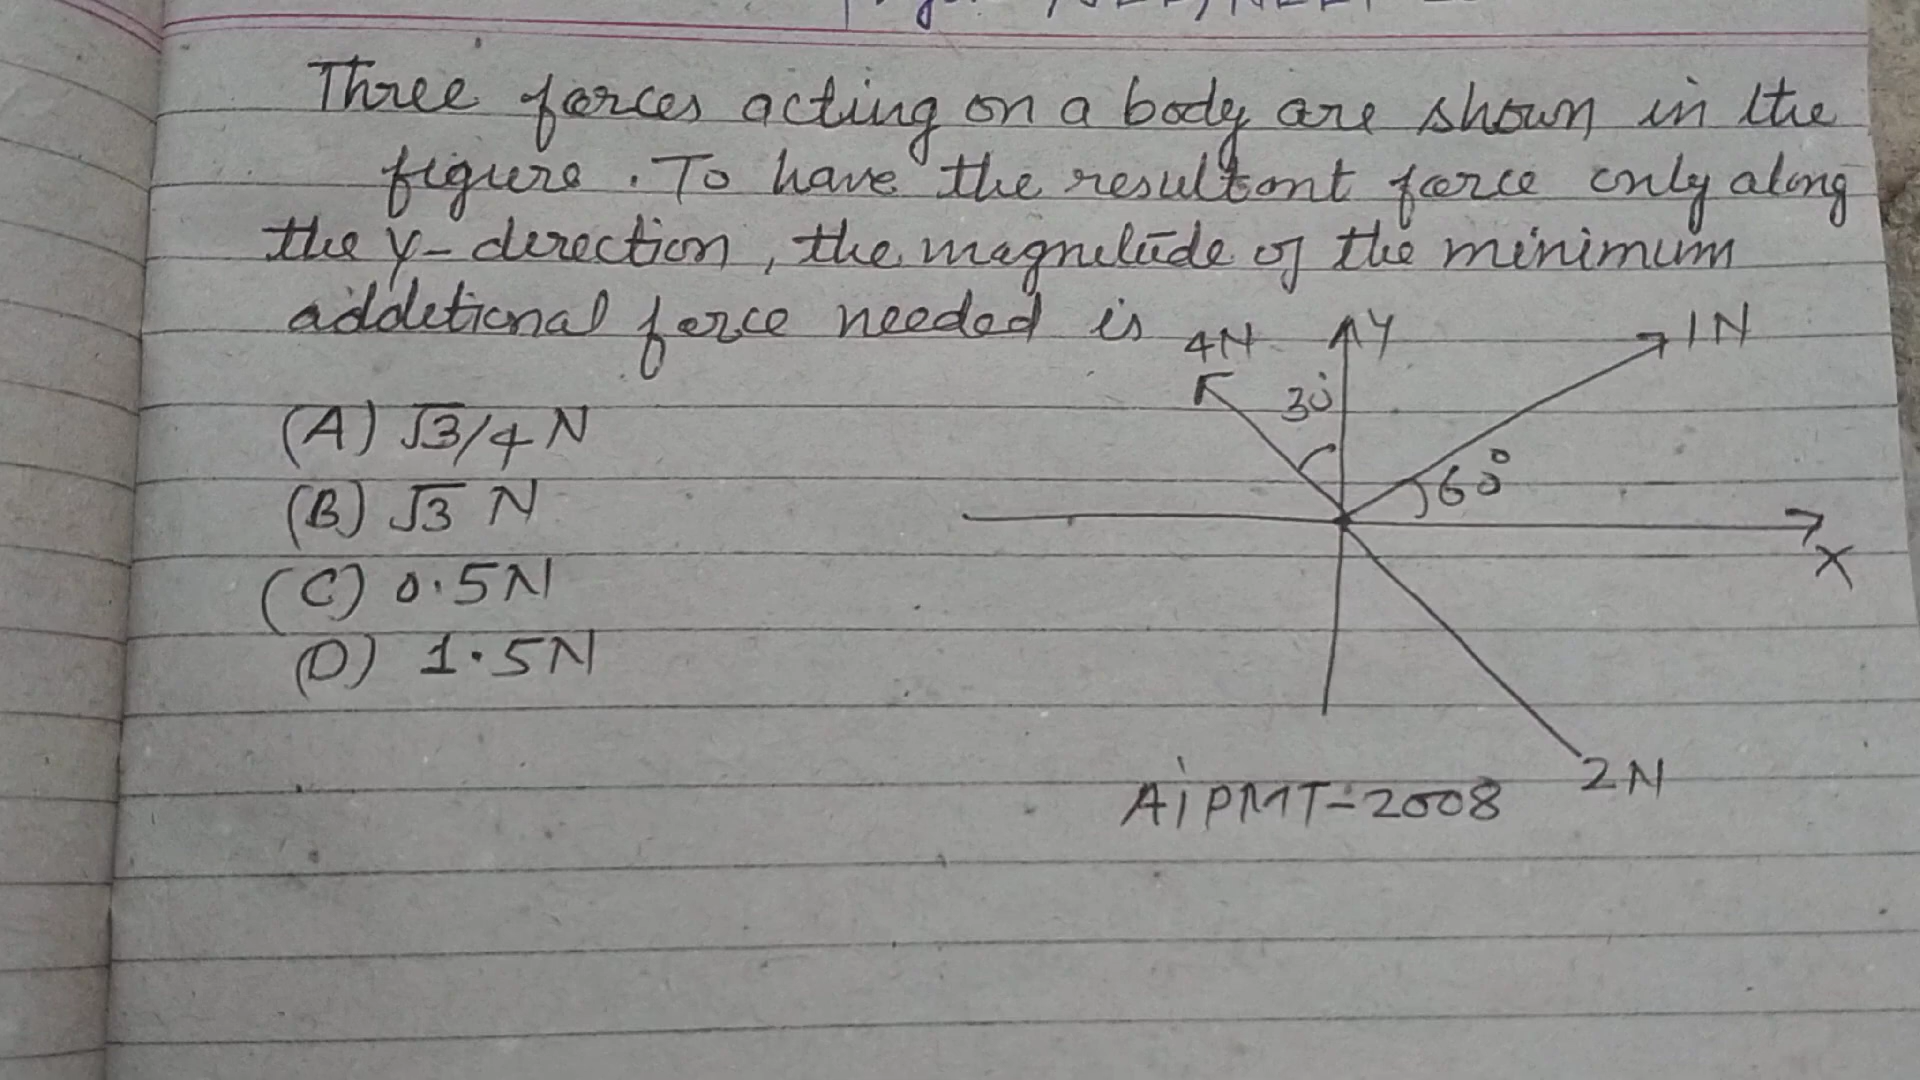 Three forces acting on a body are shown in the
figure. To have the resultant force only along
the y-direction, the magnitude of the minimum
additional force needed is
4N Y 1N
30°
(A) √3/4 N
60°
(B) √3 N
X
(C) 0.5N
(D) 1.5N
2N
AiPMT-2008